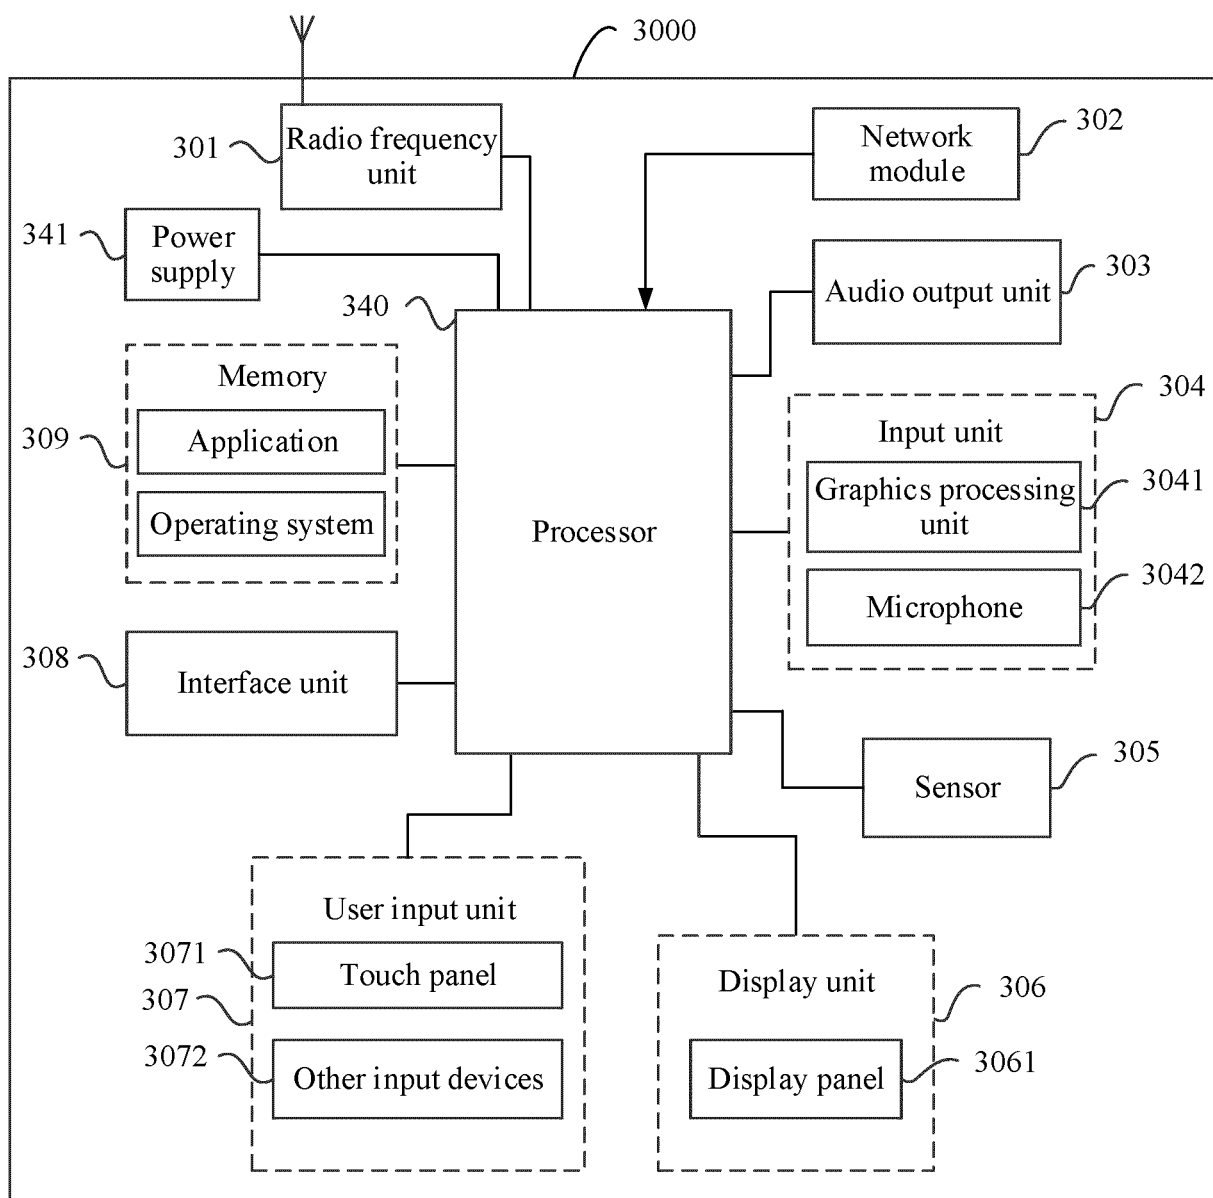 3000
301
Radio frequency
unit
302
Network
module
341
Power
supply
303
Audio output unit
340
Processor
309
Memory
Application
Operating system
304
Input unit
3041
Graphics processing
unit
3042
Microphone
308
Interface unit
305
Sensor
307
User input unit
3071
Touch panel
3072
Other input devices
306
Display unit
3061
Display panel